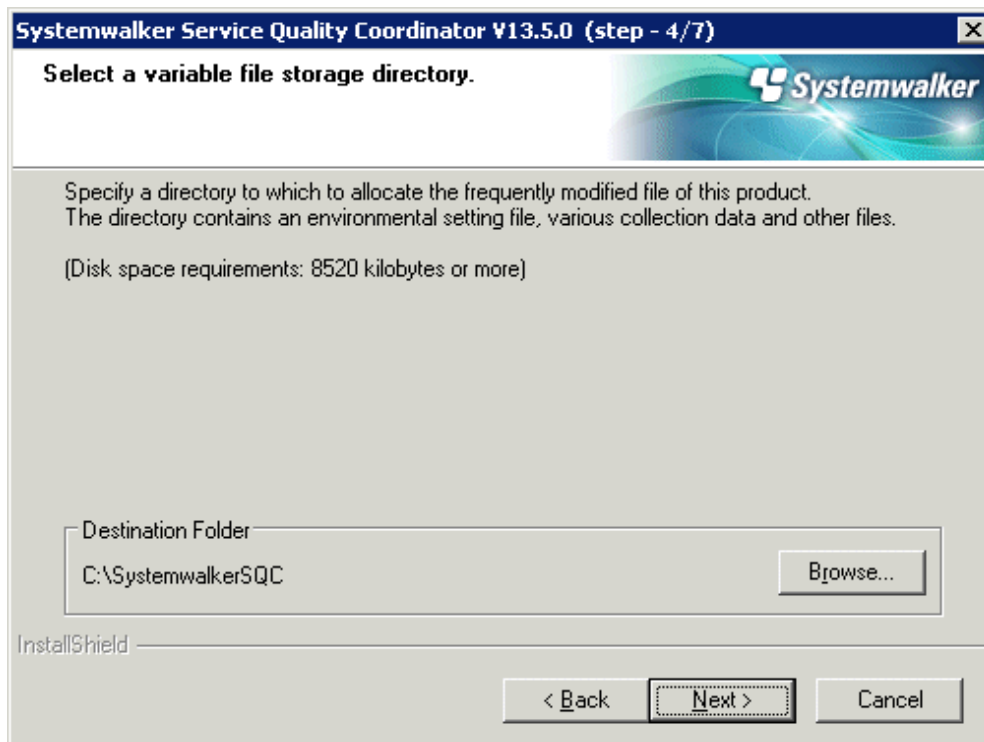 Systemwalker Service Quality Coordinator V13.5.0 (step - 4/7)
Select a variable file storage directory.
Systemwalker
Specify a directory to which to allocate the frequently modified file of this product.
The directory contains an environmental setting file, various collection data and other files.
(Disk space requirements: 8520 kilobytes or more)
Destination Folder
C:\SystemwalkerSQC
Browse...
InstallShield
< Back
Next >
Cancel